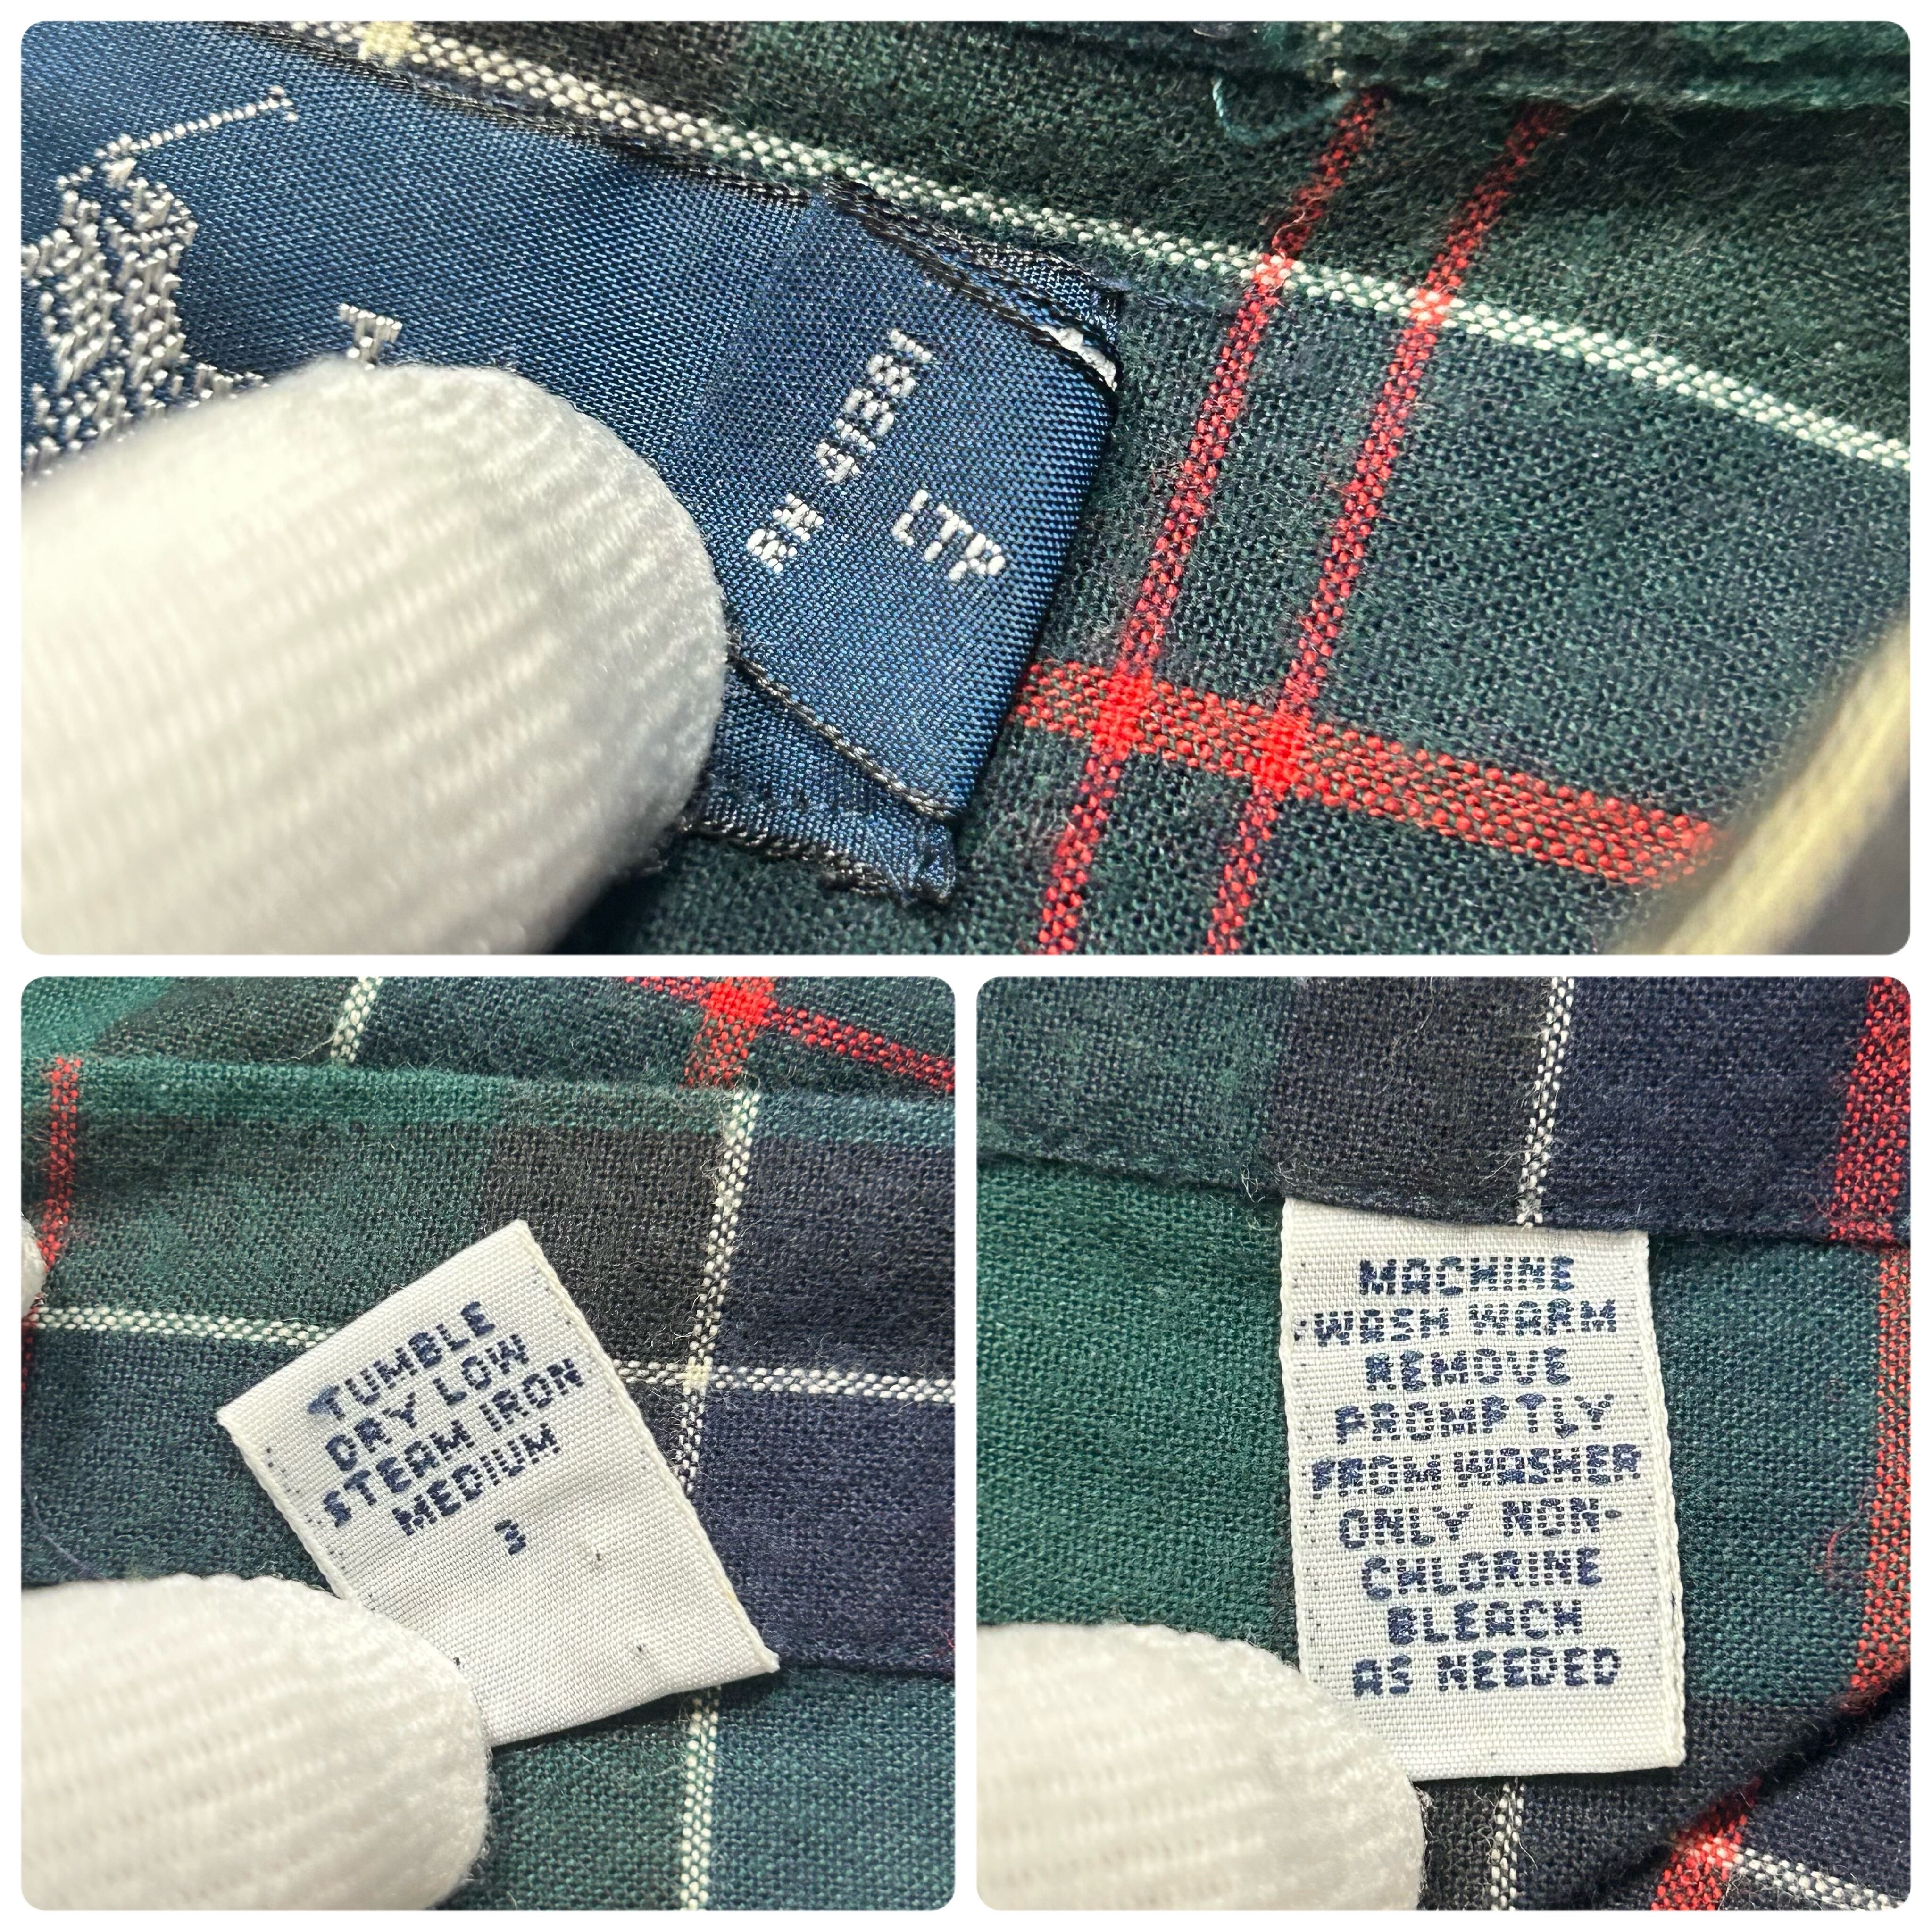 RN 41381
LTP
TUMBLE
DRY LOW
STEAM IRON
MEDIUM
3
MACHINE
WASH WARM
REMOVE
PROMPTLY
FROM WASHER
ONLY NON-
CHLORINE
BLEACH
AS NEEDED